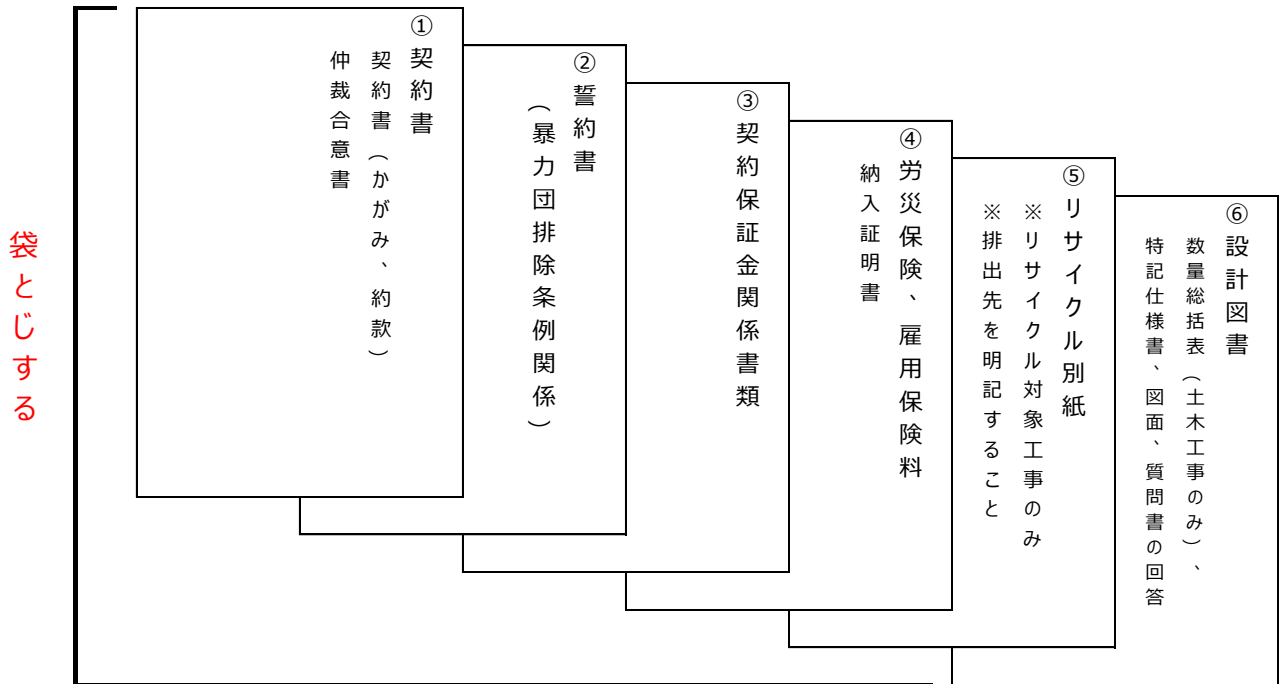 袋とじする
①契約書
契約書（かがみ、約款）
仲裁合意書
②誓約書
（暴力団排除条例関係）
③契約保証金関係書類
④労災保険、雇用保険料
納入証明書
⑤リサイクル別紙
※リサイクル対象工事のみ
※排出先を明記すること
⑥設計図書
数量総括表（土木工事のみ）、
特記仕様書、図面、質問書の回答